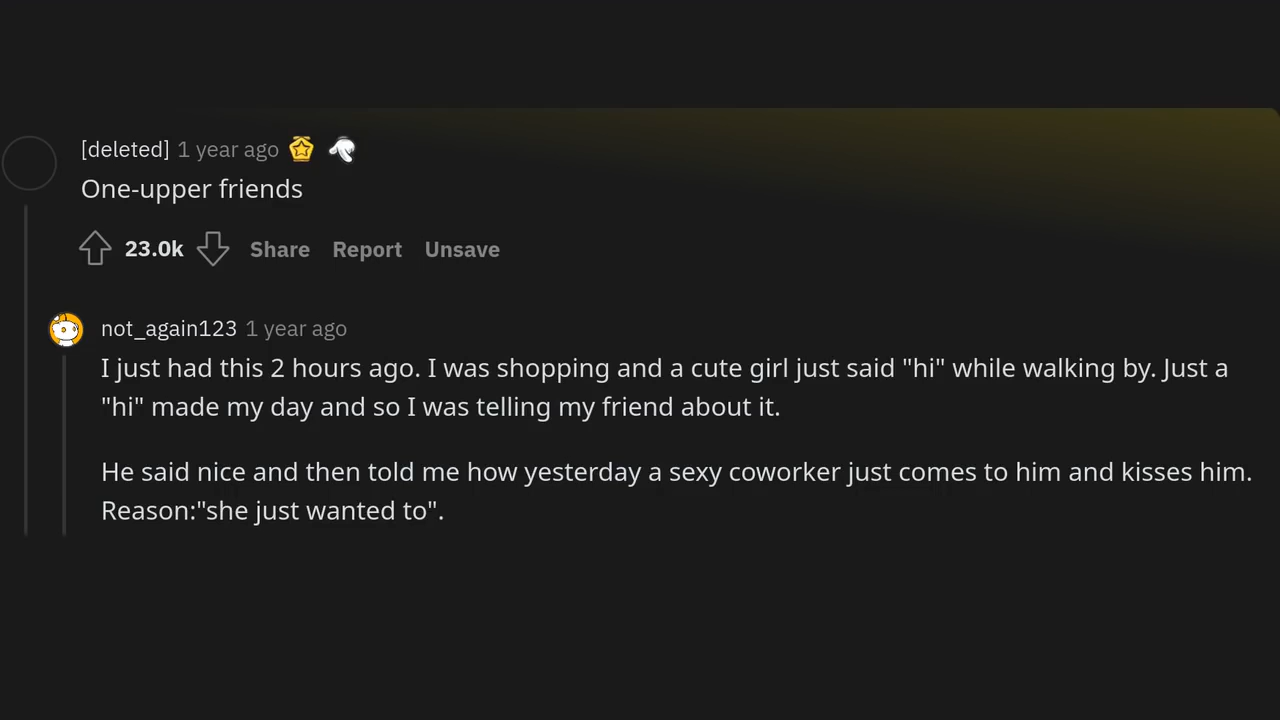 [deleted] 1 year ago
One-upper friends
23.0k Share Report Unsave
not_again123 1 year ago
I just had this 2 hours ago. I was shopping and a cute girl just said "hi" while walking by. Just a
"hi" made my day and so I was telling my friend about it.
He said nice and then told me how yesterday a sexy coworker just comes to him and kisses him.
Reason:"she just wanted to".